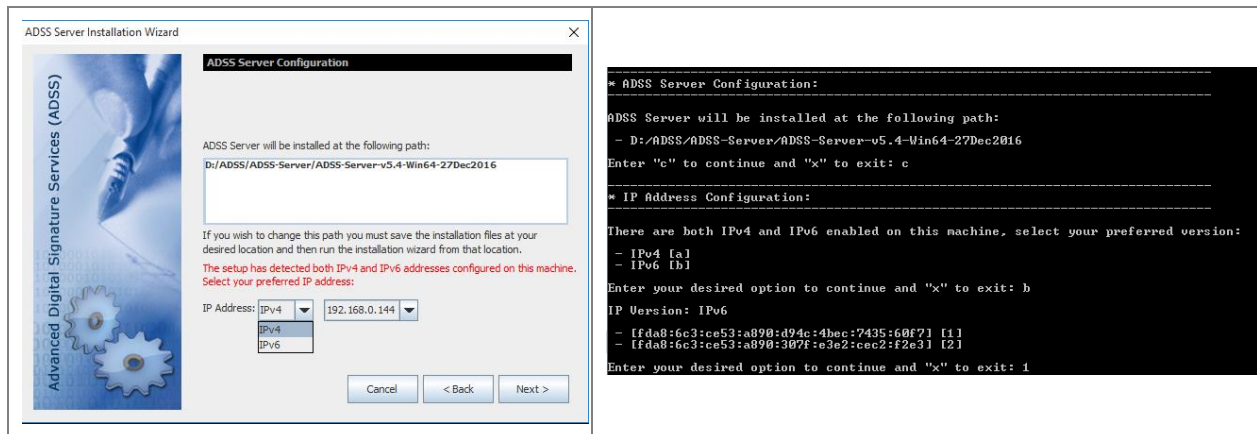 ADSS Server Installation Wizard
Advanced Digital Signature Services (ADSS)
ADSS Server Configuration
ADSS Server will be installed at the following path:
D:/ADSS/ADSS-Server/ADSS-Server-v5.4-Win64-27Dec2016
If you wish to change this path you must save the installation files at your
desired location and then run the installation wizard from that location.
The setup has detected both IPv4 and IPv6 addresses configured on this machine.
Select your preferred IP address:
IP Address: IPv4 192.168.0.144
IPv4
IPv6
Cancel < Back Next >
* ADSS Server Configuration:
ADSS Server will be installed at the following path:
- D:/ADSS/ADSS-Server/ADSS-Server-v5.4-Win64-27Dec2016
Enter "c" to continue and "x" to exit: c
* IP Address Configuration:
There are both IPv4 and IPv6 enabled on this machine, select your preferred version:
- IPv4 [a]
- IPv6 [b]
Enter your desired option to continue and "x" to exit: b
IP Version: IPv6
- [fda8:6c3:ce53:a890:d94c:4bec:7435:60f7] [1]
- [fda8:6c3:ce53:a890:307f:e3e2:cec2:f2e3] [2]
Enter your desired option to continue and "x" to exit: 1